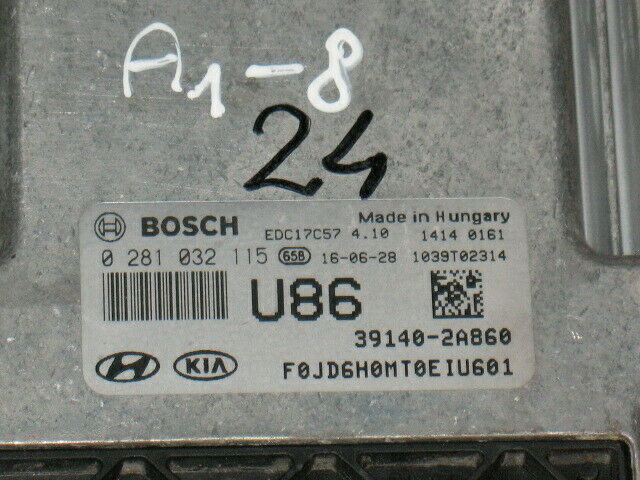 A1-8
24
BOSCH EDC17C57 4.10 Made in Hungary
1414 0161
0 281 032 115 65B 16-06-28 1039T02314
U86
39140-2A860
KIA F0JD6H0MT0EIU601